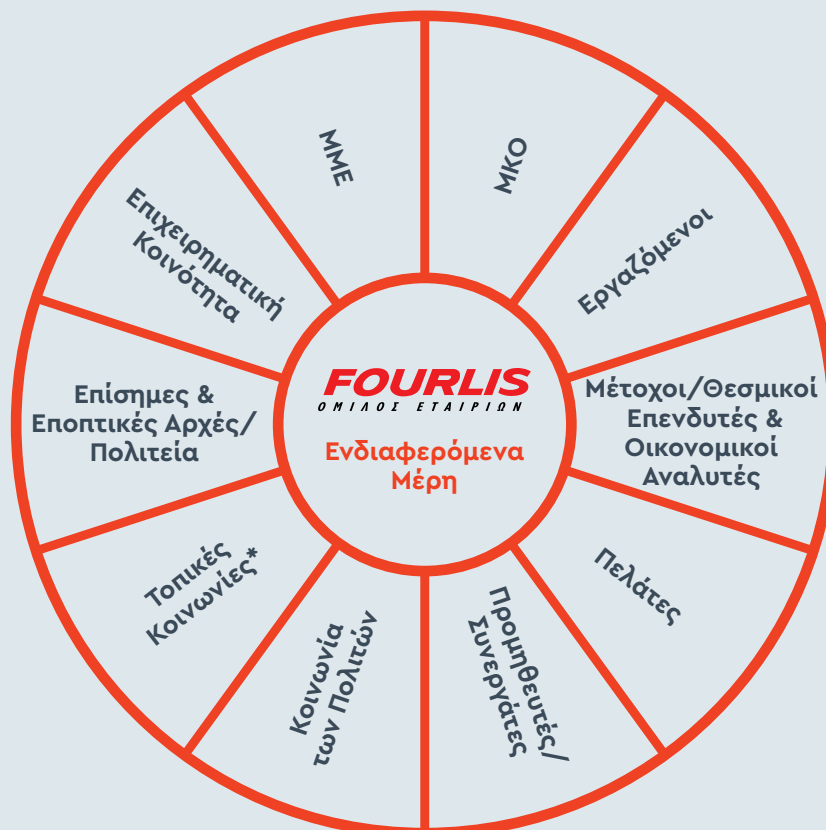 ΜΜΕ
ΜΚΟ
Εργαζόμενοι
Μέτοχοι/Θεσμικοί
Επενδυτές &
Οικονομικοί
Αναλυτές
Πελάτες
Προμηθευτές/
Συνεργάτες
Κοινωνία
των Πολιτών
Τοπικές
Κοινωνίες*
Επίσημες &
Εποπτικές Αρχές/
Πολιτεία
Επιχειρηματική
Κοινότητα
FOURLIS
ΟΜΙΛΟΣ ΕΤΑΙΡΙΩΝ
Ενδιαφερόμενα
Μέρη